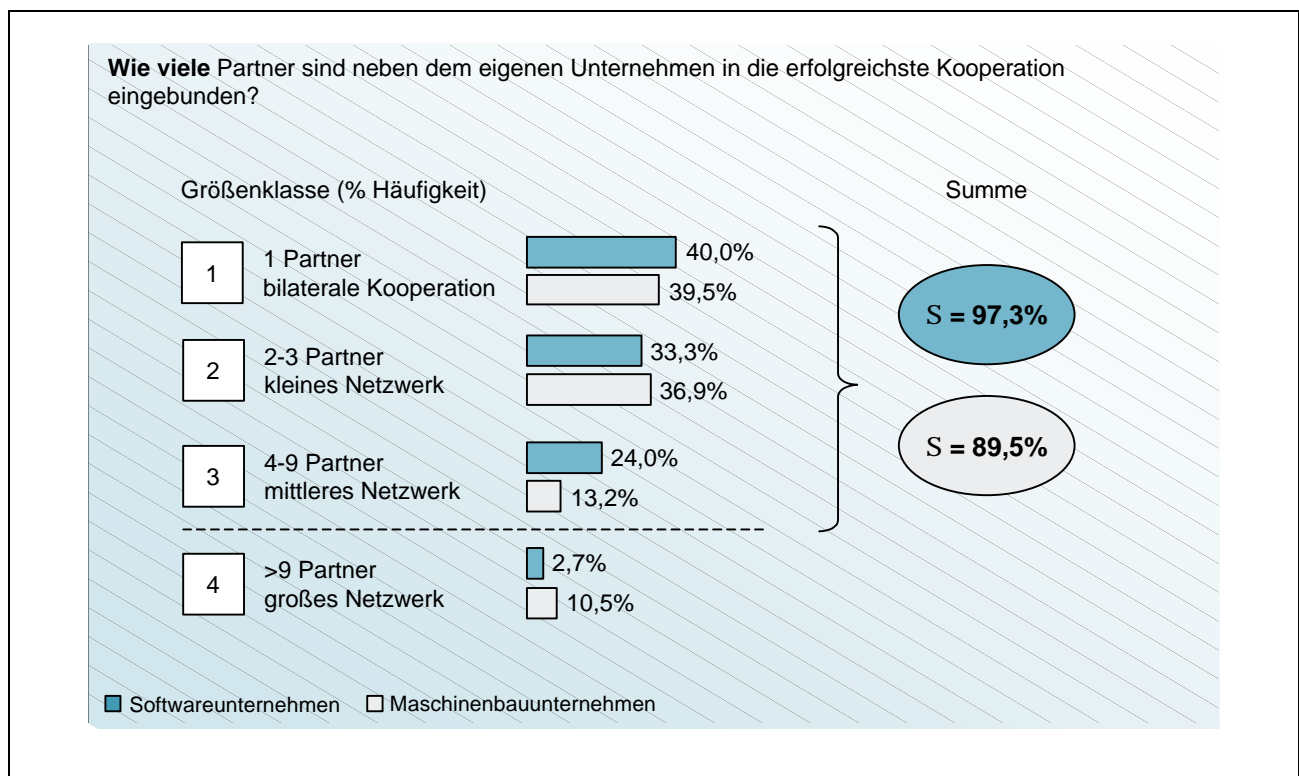 Wie viele Partner sind neben dem eigenen Unternehmen in die erfolgreichste Kooperation
eingebunden?
Größenklasse (% Häufigkeit)
Summe
1
1 Partner
bilaterale Kooperation
40,0%
39,5%
2
2-3 Partner
kleines Netzwerk
33,3%
36,9%
3
4-9 Partner
mittleres Netzwerk
24,0%
13,2%
4
>9 Partner
großes Netzwerk
2,7%
10,5%
S = 97,3%
S = 89,5%
Softwareunternehmen
Maschinenbauunternehmen